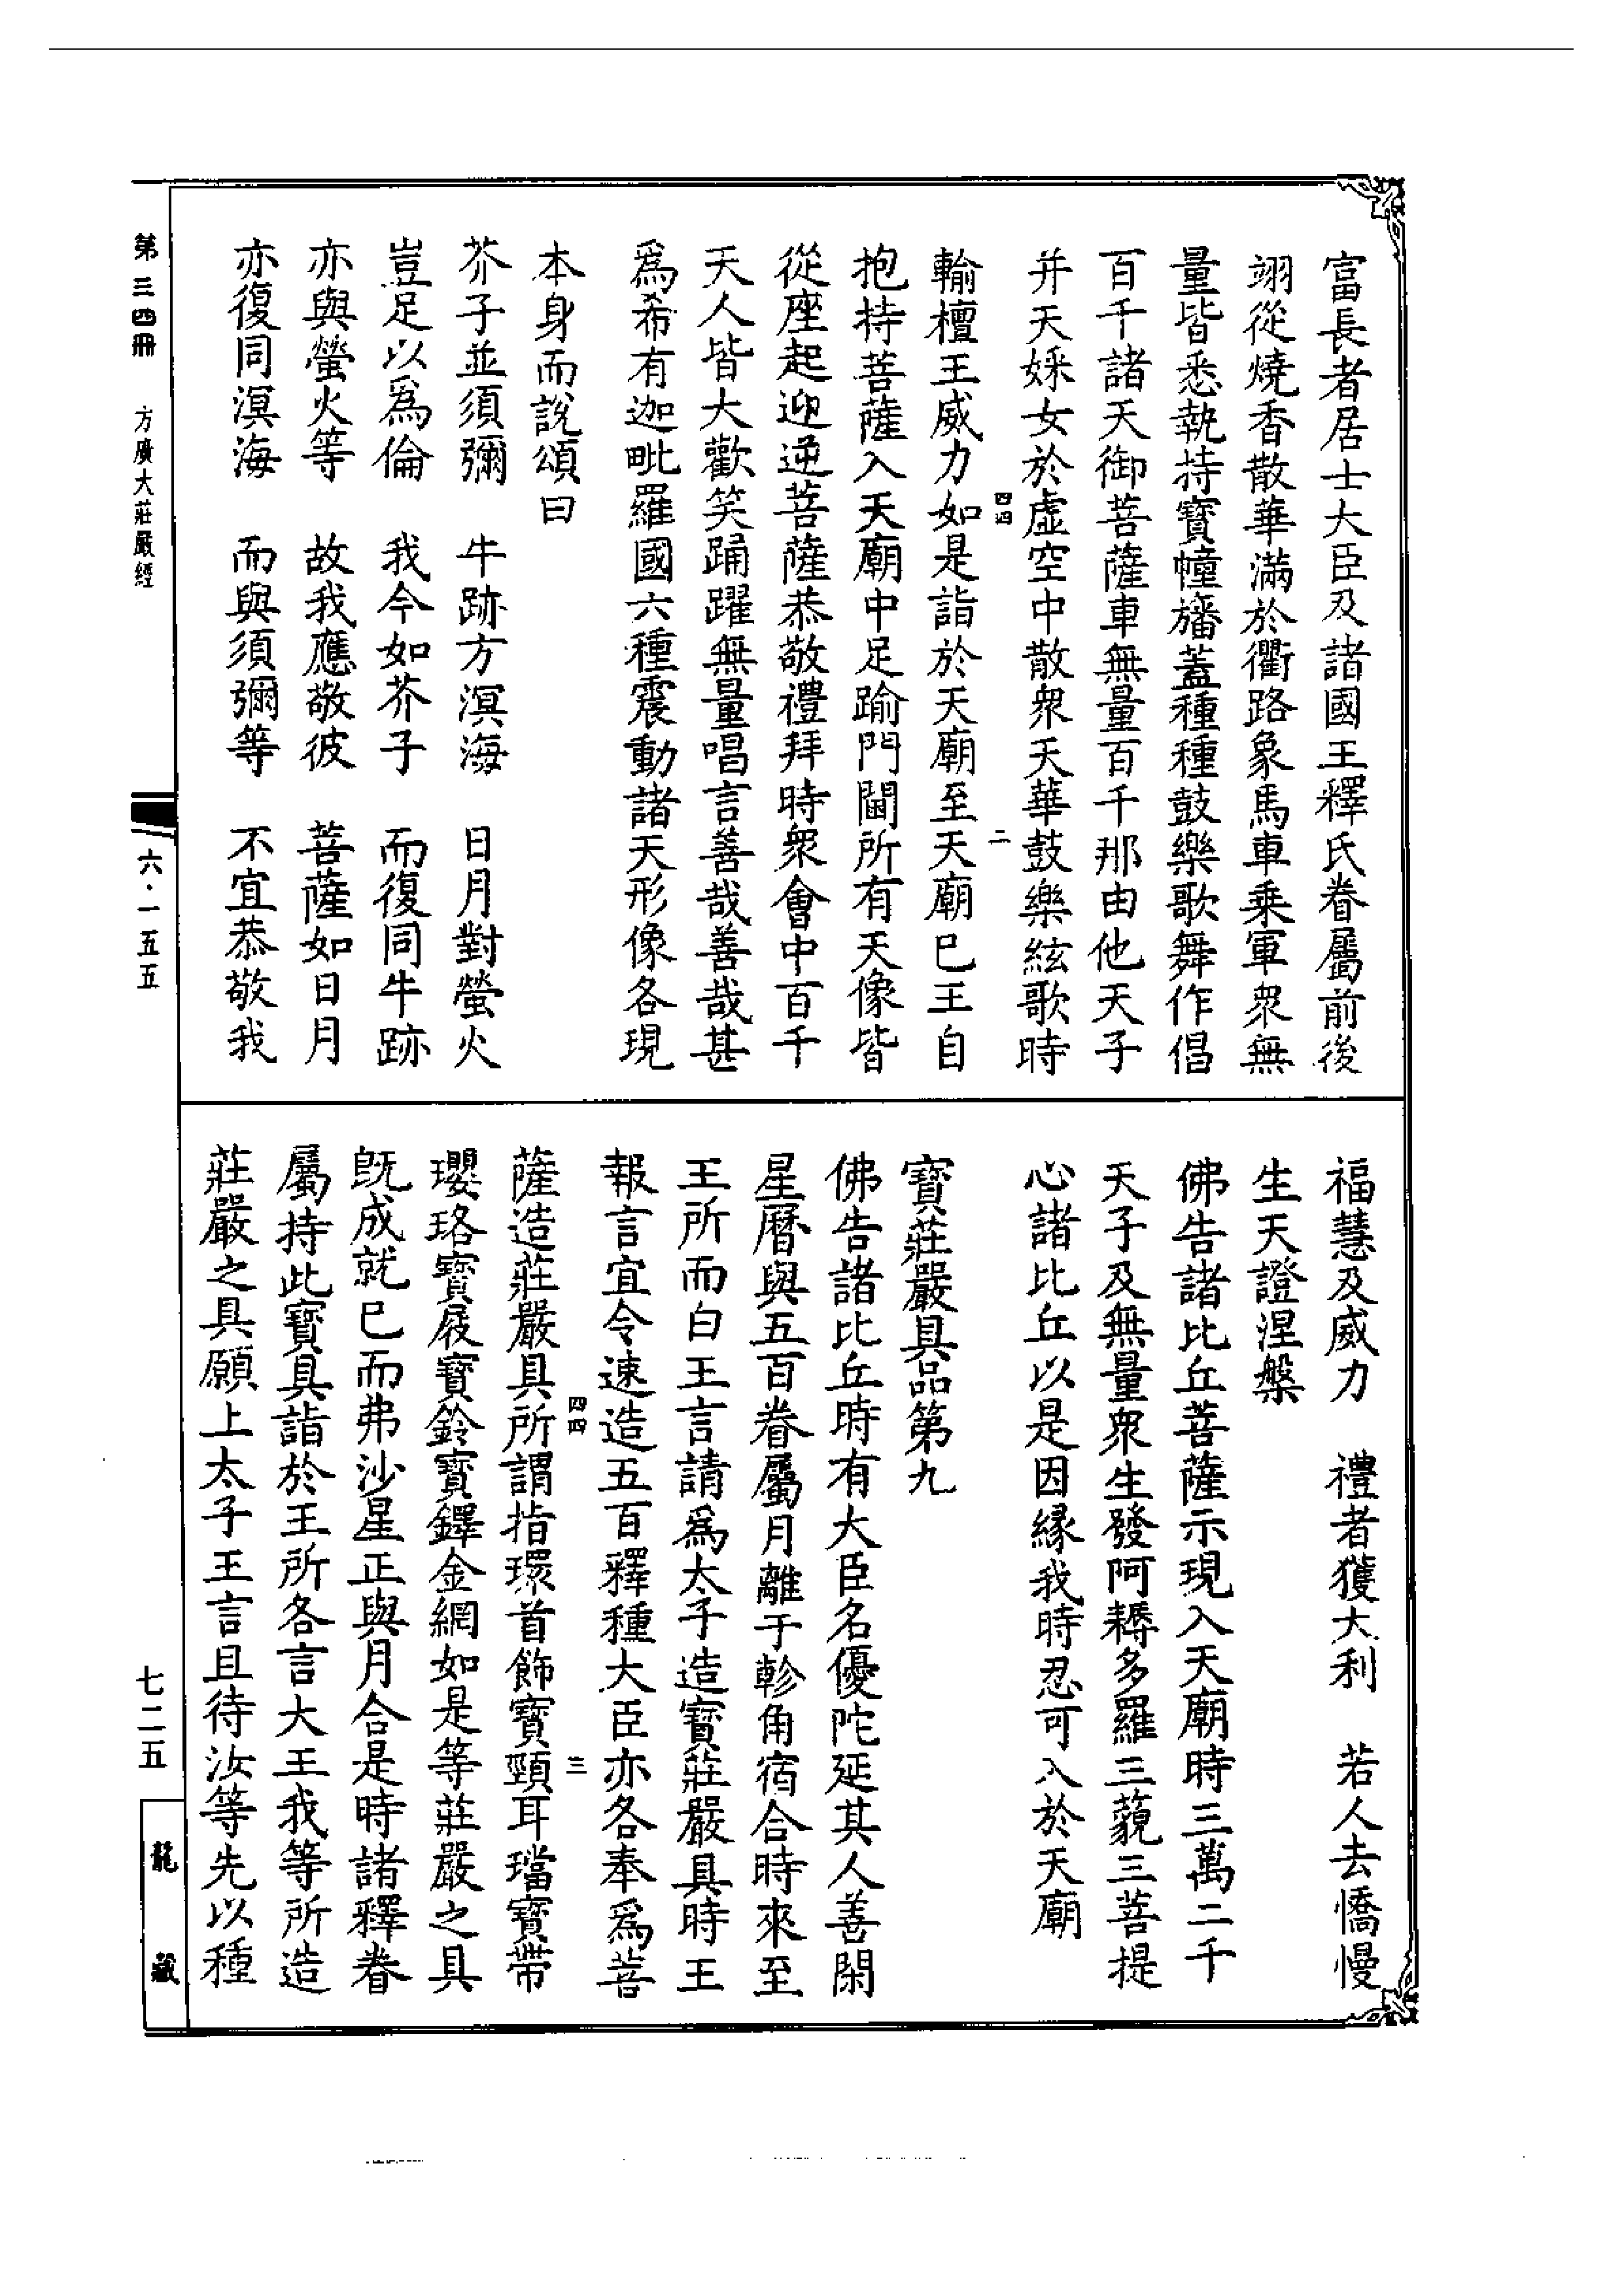 富長者居士大臣及諸國王釋氏眷屬前後
翊從燒香散華滿於衢路象馬車乘軍衆無
量皆悉執持寶幢旛蓋種種鼓樂歌舞作倡
百千諸天御菩薩車無量百千那由他天子
并天婇女於虛空中散衆天華鼓樂絃歌時
四四 二
輸檀王威力如是詣於天廟至天廟已王自
抱持菩薩入天廟中足踰門閫所有天像皆
從座起迎逆菩薩恭敬禮拜時衆會中百千
天人皆大歡笑踊躍無量唱言善哉善哉甚
爲希有迦毗羅國六種震動諸天形像各現
本身而說頌曰
芥子並須彌 牛跡方溟海 日月對螢火
豈足以爲倫 我今如芥子 而復同牛跡
亦與螢火等 故我應敬彼 菩薩如日月
亦復同溟海 而與須彌等 不宜恭敬我
福慧及威力 禮者獲大利 若人去憍慢
生天證涅槃
佛告諸比丘菩薩示現入天廟時三萬二千
天子及無量衆生發阿耨多羅三藐三菩提
心諸比丘以是因緣我時忍可入於天廟
寶莊嚴具品第九
佛告諸比丘時有大臣名優陀延其人善閑
星曆與五百眷屬月離于軫角宿合時來至
王所而白王言請爲太子造寶莊嚴具時王
報言宜令速造五百釋種大臣亦各奉爲菩
四四 三
薩造莊嚴具所謂指環首飾寶頸耳璫寶帶
瓔珞寶屐寶鈴寶鐸金網如是等莊嚴之具
旣成就已而弗沙星正與月合是時諸釋眷
屬持此寶具詣於王所各言大王我等所造
莊嚴之具願上太子王言且待汝等先以種
第三四冊 方廣大莊嚴經
六·一五五
七二五
龍藏